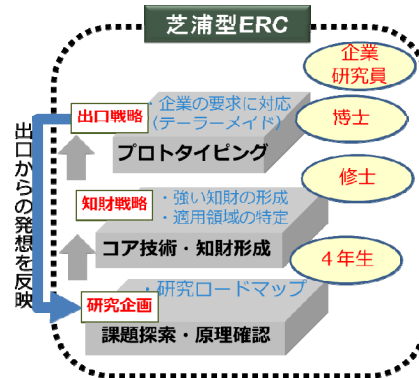 芝浦型ERC
企業
研究員
出口戦略
・企業の要求に対応
（テーラーメイド）
博士
プロトタイピング
修士
知財戦略
・強い知財の形成
・適用領域の特定
コア技術・知財形成
４年生
・研究ロードマップ
研究企画
課題探索・原理確認
出口からの発想を反映